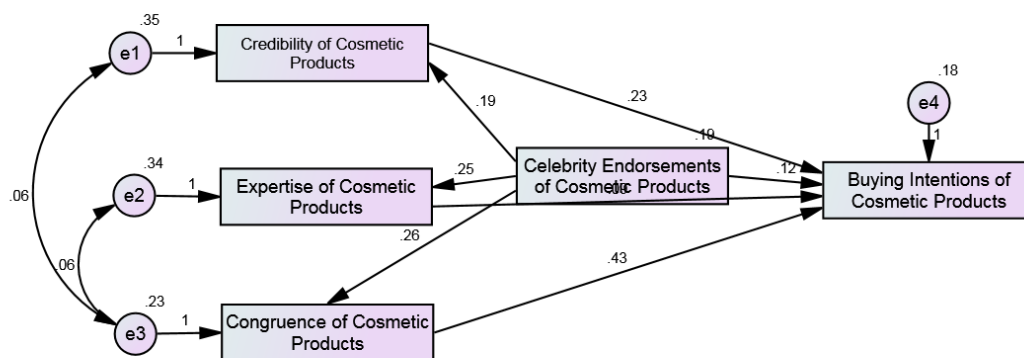 .35
e1
1
Credibility of Cosmetic
Products
.18
e4
1
.19
.23
.19
.34
e2
1
Expertise of Cosmetic
Products
.25
Celebrity Endorsements
of Cosmetic Products
.12
Buying Intentions of
Cosmetic Products
.06
.06
.26
.43
.23
e3
1
Congruence of Cosmetic
Products